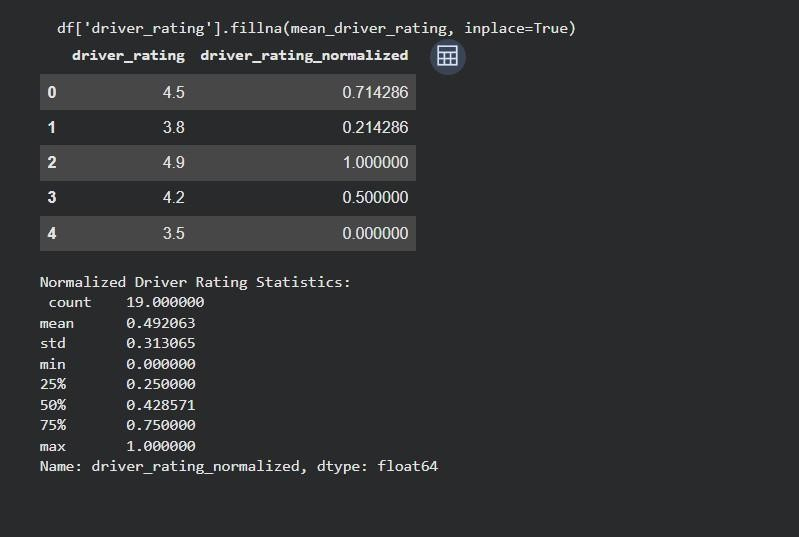 df['driver_rating'].fillna(mean_driver_rating, inplace=True)
driver_rating driver_rating_normalized
0 4.5 0.714286
1 3.8 0.214286
2 4.9 1.000000
3 4.2 0.500000
4 3.5 0.000000
Normalized Driver Rating Statistics:
count 19.000000
mean 0.492063
std 0.313065
min 0.000000
25% 0.250000
50% 0.428571
75% 0.750000
max 1.000000
Name: driver_rating_normalized, dtype: float64